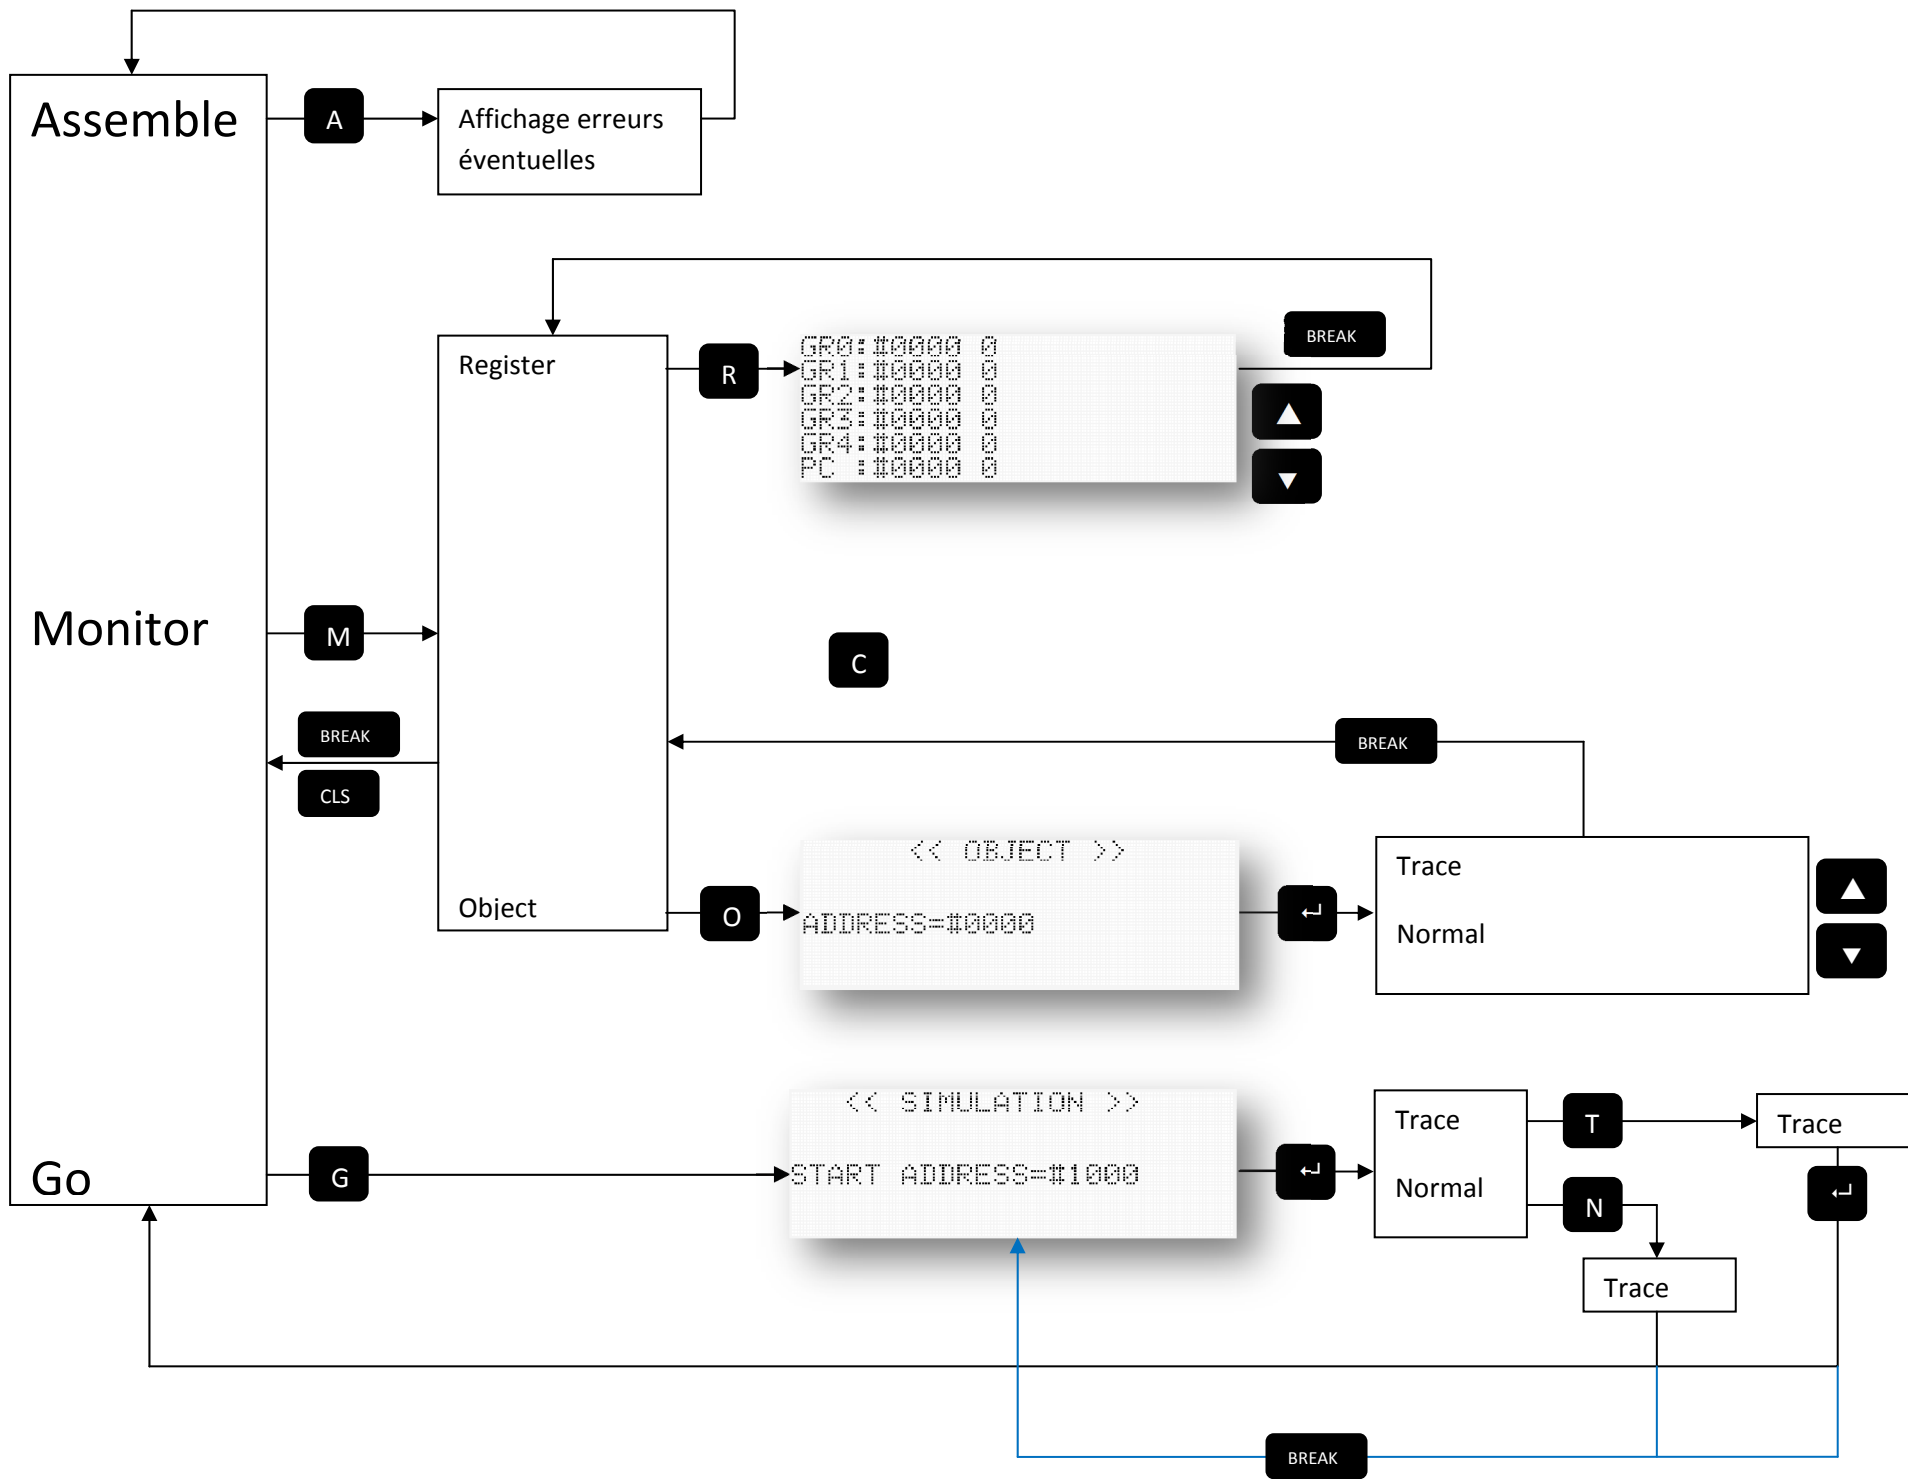 Assemble
A
Affichage erreurs
éventuelles
Register
R
GR0:#0000 0
GR1:#0000 0
GR2:#0000 0
GR3:#0000 0
GR4:#0000 0
PC :#0000 0
BREAK
▲
▼
Monitor
M
C
BREAK
CLS
BREAK
Object
O
<< OBJECT >>
ADDRESS=#0000
↵
Trace
Normal
▲
▼
Go
G
<< SIMULATION >>
START ADDRESS=#1000
↵
Trace
Normal
T
N
Trace
↵
Trace
BREAK